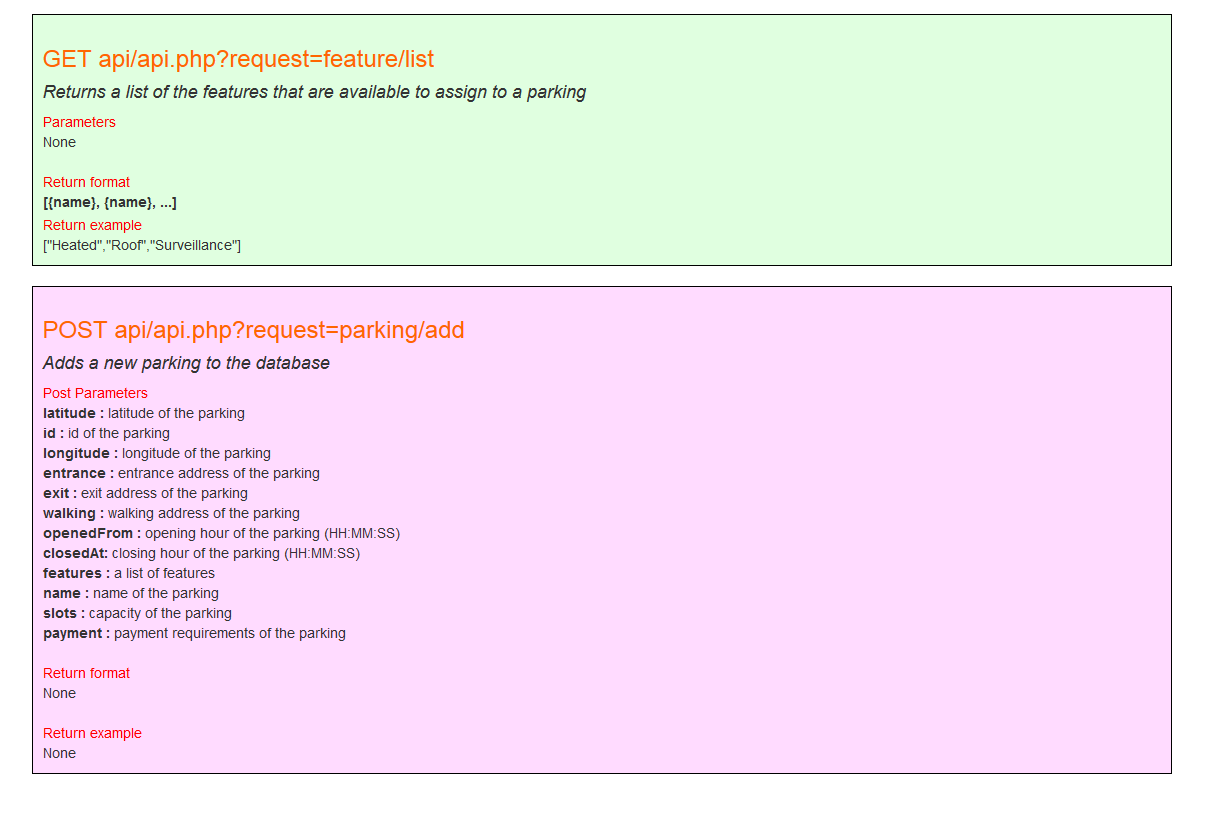 GET api/api.php?request=feature/list
Returns a list of the features that are available to assign to a parking
Parameters
None
Return format
[{name}, {name}, ...]
Return example
["Heated","Roof","Surveillance"]
POST api/api.php?request=parking/add
Adds a new parking to the database
Post Parameters
latitude : latitude of the parking
id : id of the parking
longitude : longitude of the parking
entrance : entrance address of the parking
exit : exit address of the parking
walking : walking address of the parking
openedFrom : opening hour of the parking (HH:MM:SS)
closedAt: closing hour of the parking (HH:MM:SS)
features : a list of features
name : name of the parking
slots : capacity of the parking
payment : payment requirements of the parking
Return format
None
Return example
None